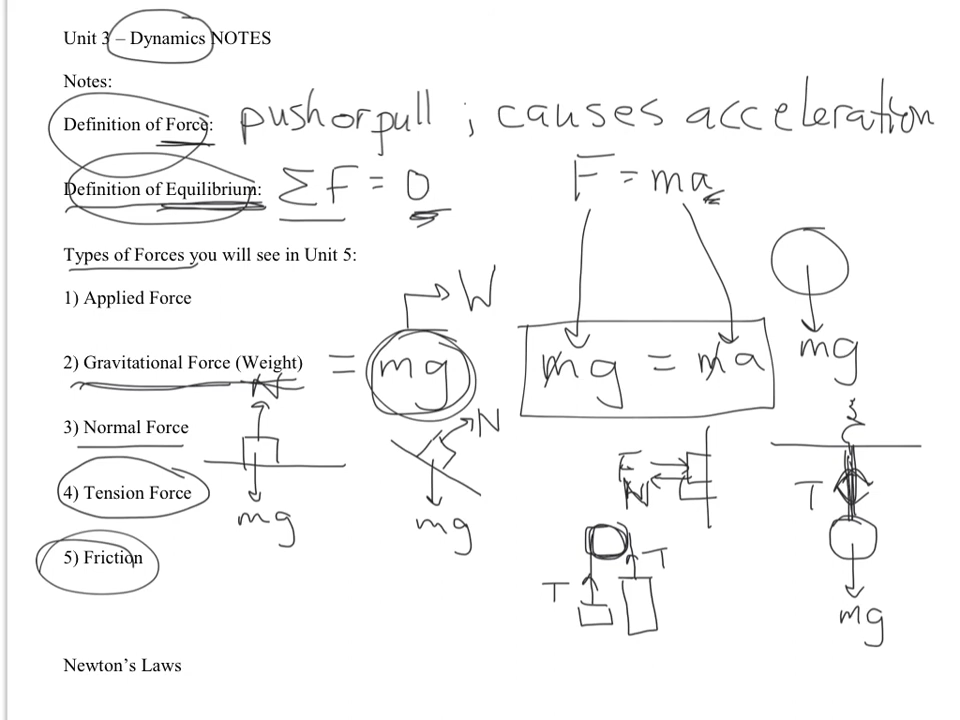 Unit 3 – Dynamics NOTES
Notes:
Definition of Force: push or pull ; causes acceleration
Definition of Equilibrium: ΣF = 0 F = ma
Types of Forces you will see in Unit 5:
1) Applied Force
W
2) Gravitational Force (Weight) = mg mg = ma mg
N
3) Normal Force N
F
4) Tension Force N T
mg mg
5) Friction T T
mg
Newton's Laws